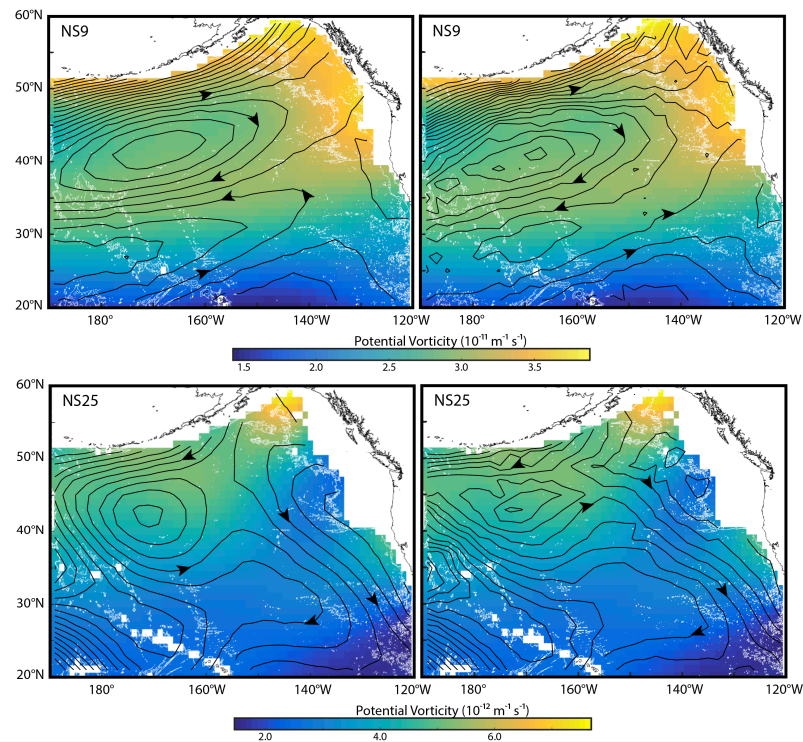 60°N
NS9
NS9
50°N
40°N
30°N
20°N
180°
160°W
140°W
120°W
180°
160°W
140°W
120°W
Potential Vorticity (10⁻¹¹ m⁻¹ s⁻¹)
1.5 2.0 2.5 3.0 3.5
60°N
NS25
NS25
50°N
40°N
30°N
20°N
180°
160°W
140°W
120°W
180°
160°W
140°W
120°W
Potential Vorticity (10⁻¹² m⁻¹ s⁻¹)
2.0 4.0 6.0